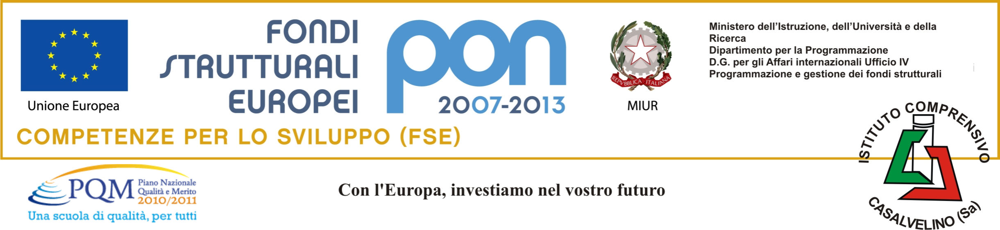 Unione Europea
FONDI
STRUTTURALI
EUROPEI
pon
2007-2013
REPVBBLICA ITALIANA
MIUR
Ministero dell'Istruzione, dell'Università e della
Ricerca
Dipartimento per la Programmazione
D.G. per gli Affari internazionali Ufficio IV
Programmazione e gestione dei fondi strutturali
i
COMPETENZE PER LO SVILUPPO (FSE)
ISTITUTO COMPRENSIVO
CASALVELINO (Sa)
PQM
Piano Nazionale
Qualità e Merito
2010/2011
Una scuola di qualità, per tutti
Con l'Europa, investiamo nel vostro futuro